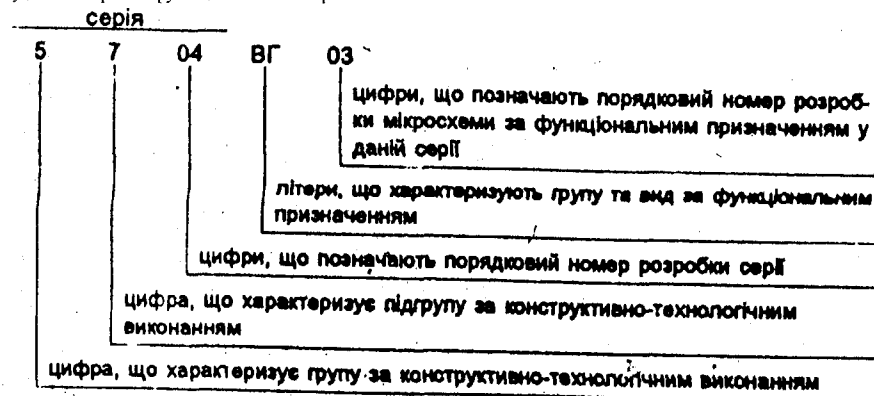 серія
5 7 04 ВГ 03
цифри, що позначають порядковий номер розроб-
ки мікросхеми за функціональним призначенням у
даній серії
літери, що характеризують групу та вид за функціональним
призначенням
цифри, що позначають порядковий номер розробки серії
цифра, що характеризує підгрупу за конструктивно-технологічним
виконанням
цифра, що характеризує групу за конструктивно-технологічним виконанням